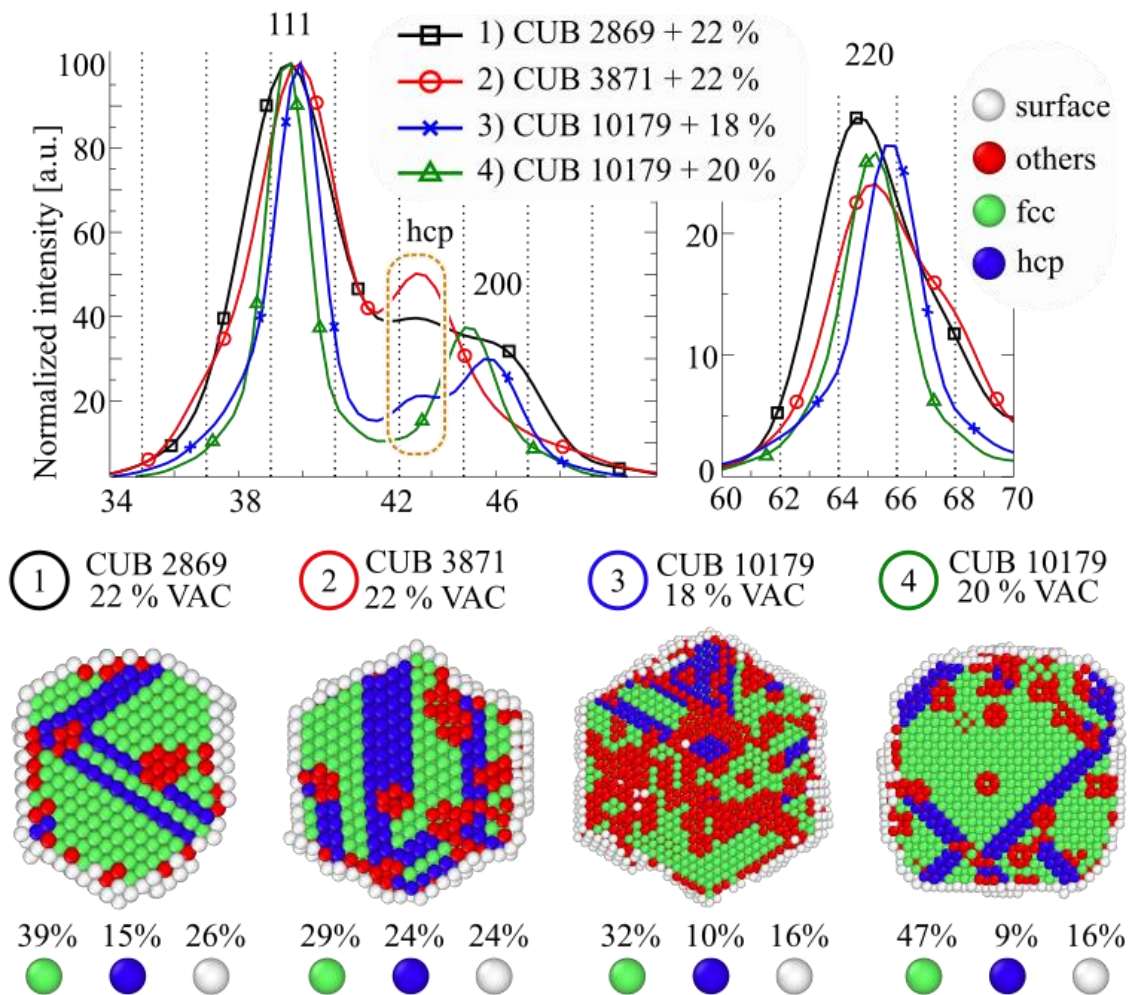 111
1) CUB 2869 + 22 %
2) CUB 3871 + 22 %
3) CUB 10179 + 18 %
4) CUB 10179 + 20 %
220
surface
others
fcc
hcp
Normalized intensity [a.u.]
100
80
60
40
20
hcp
200
34
38
42
46
20
10
0
60
62
64
66
68
70
1
CUB 2869
22 % VAC
2
CUB 3871
22 % VAC
3
CUB 10179
18 % VAC
4
CUB 10179
20 % VAC
39% 15% 26%
29% 24% 24%
32% 10% 16%
47% 9% 16%